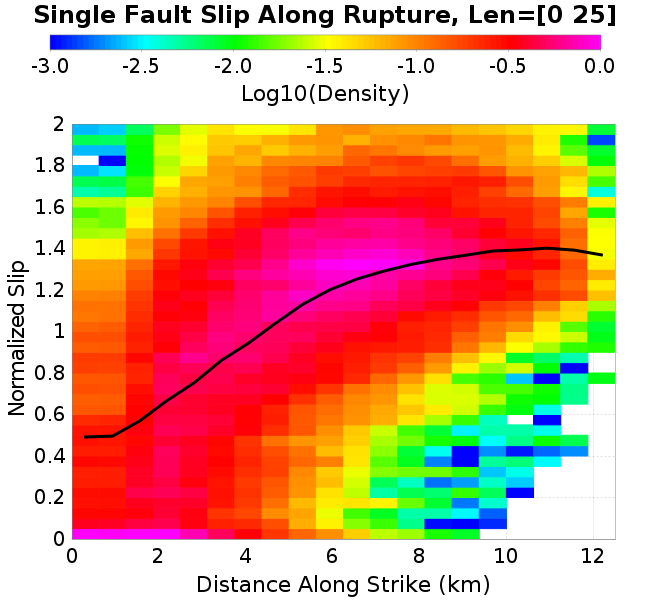 Single Fault Slip Along Rupture, Len=[0 25]
-3.0 -2.5 -2.0 -1.5 -1.0 -0.5 0.0
Log10(Density)
2
1.8
1.6
1.4
1.2
1
0.8
0.6
0.4
0.2
0
Normalized Slip
0 2 4 6 8 10 12
Distance Along Strike (km)